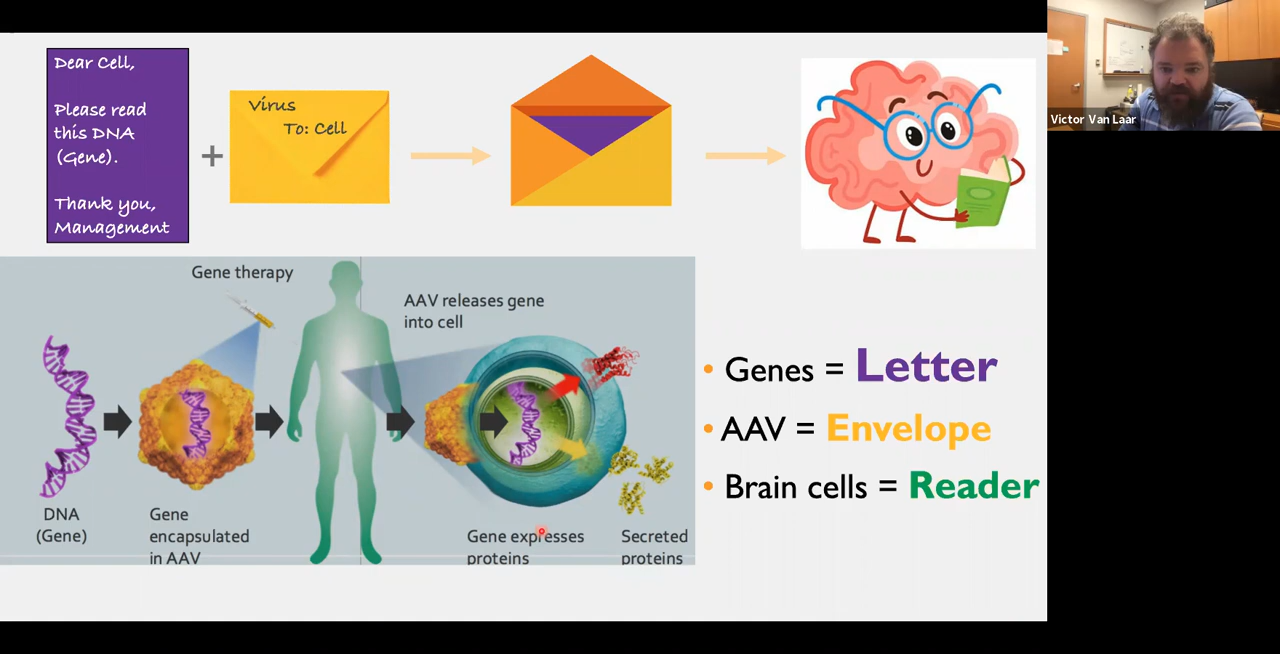 Dear Cell,
Please read
this DNA
(Gene).
Thank you,
Management
+
Virus
To: Cell
Victor Van Laar
Gene therapy
AAV releases gene
into cell
DNA
(Gene)
Gene
encapsulated
in AAV
Gene expresses
proteins
Secreted
proteins
• Genes = Letter
• AAV = Envelope
• Brain cells = Reader